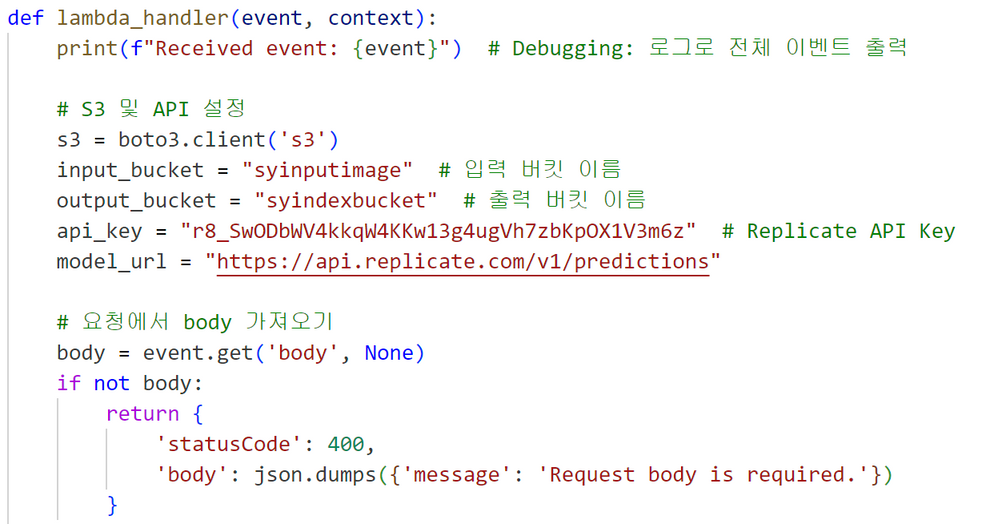 def lambda_handler(event, context):
    print(f"Received event: {event}")  # Debugging: 로그로 전체 이벤트 출력

    # S3 및 API 설정
    s3 = boto3.client('s3')
    input_bucket = "syinputimage"  # 입력 버킷 이름
    output_bucket = "syindexbucket"  # 출력 버킷 이름
    api_key = "r8_SwODbWV4kkqW4KKw13g4ugVh7zbKpOX1V3m6z"  # Replicate API Key
    model_url = "https://api.replicate.com/v1/predictions"

    # 요청에서 body 가져오기
    body = event.get('body', None)
    if not body:
        return {
            'statusCode': 400,
            'body': json.dumps({'message': 'Request body is required.'})
        }